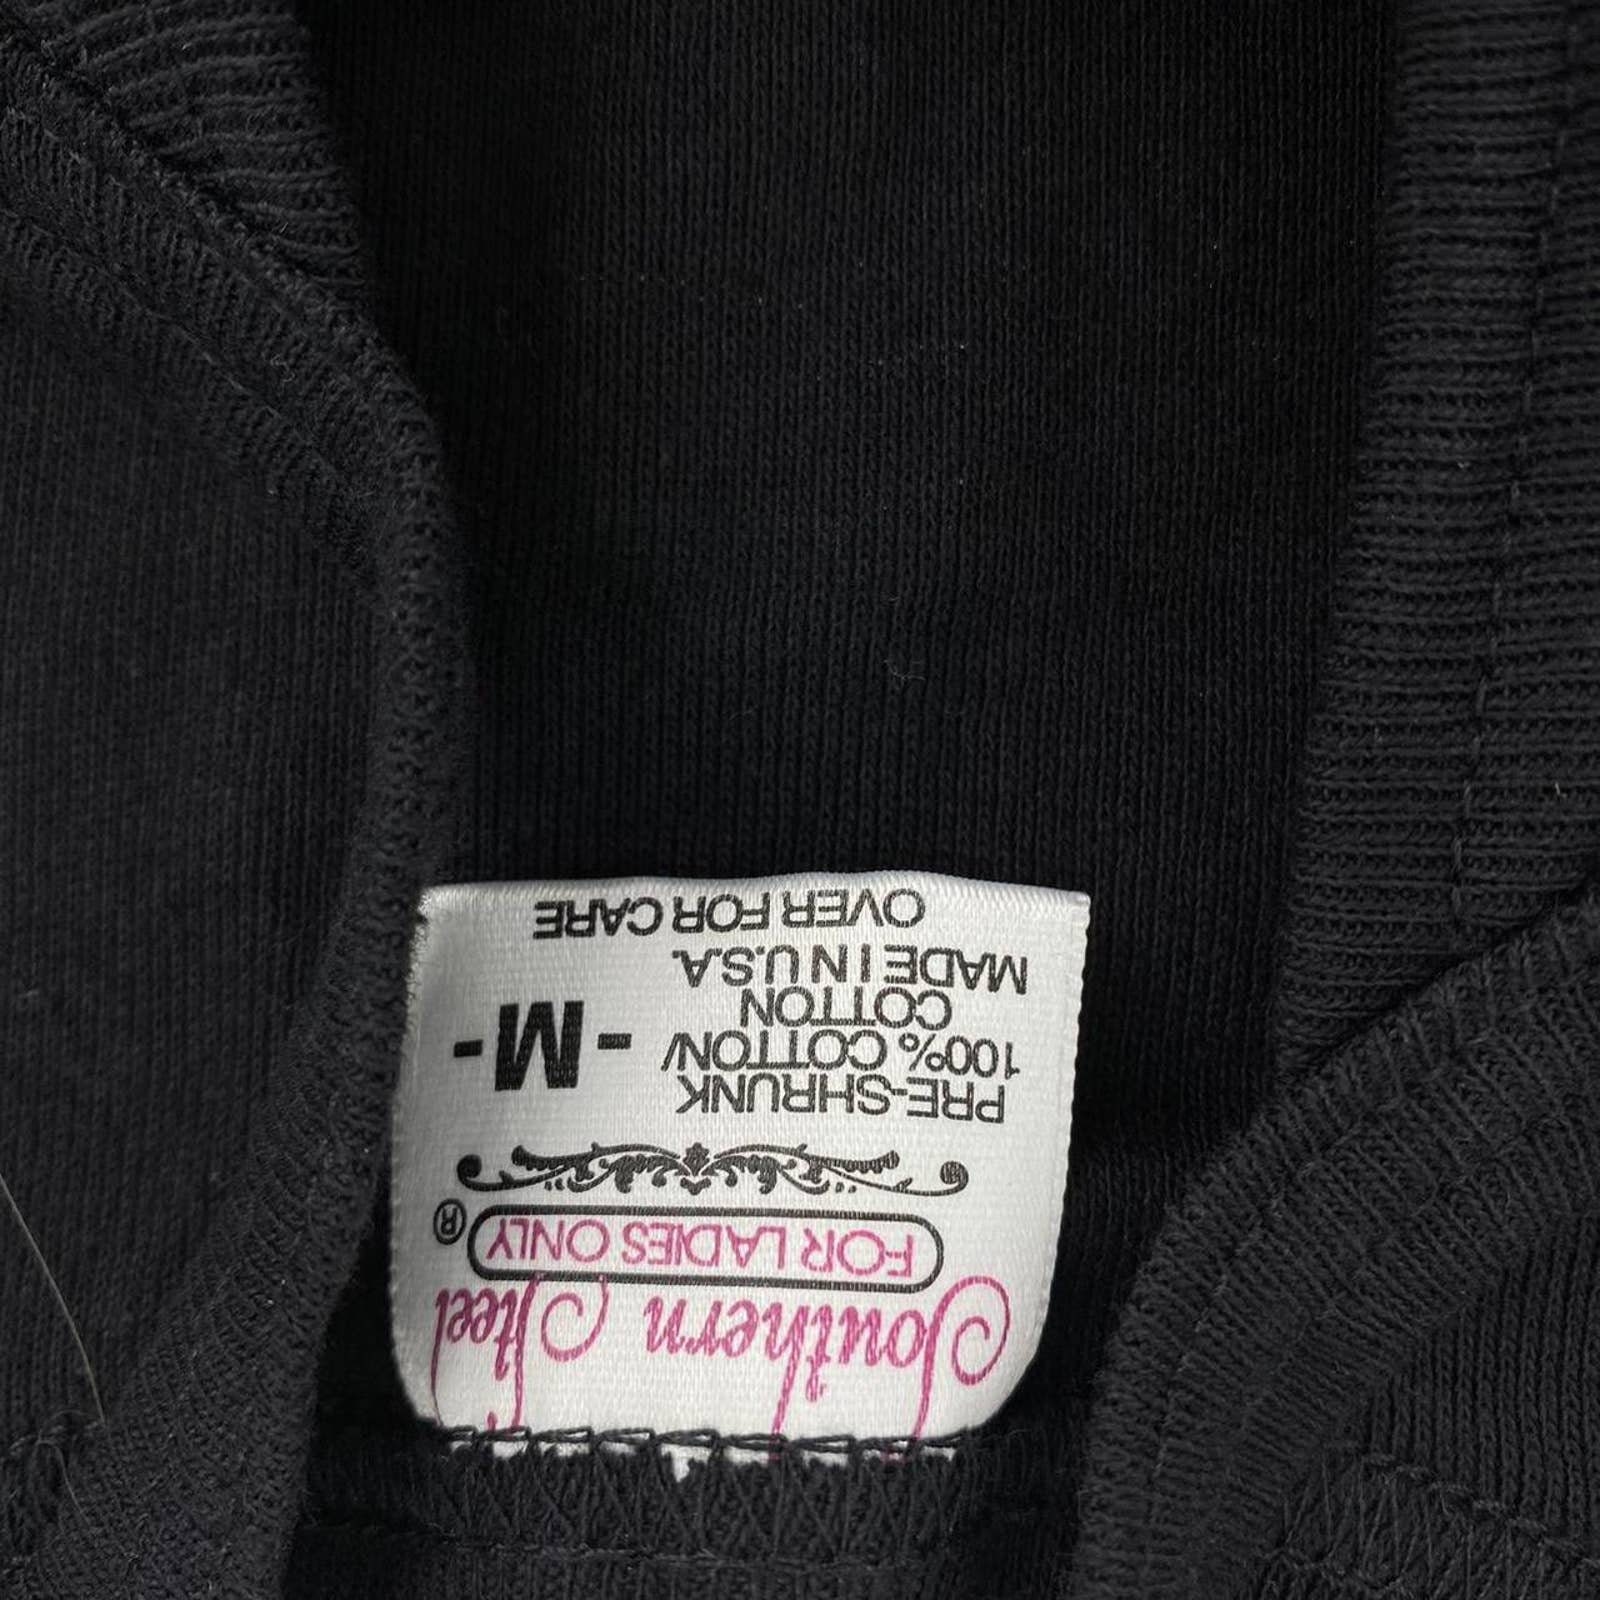 Southern Steel
FOR LADIES ONLY ®
PRE-SHRUNK
100% COTTON
COTTON
MADE IN U.S.A.
- M -
OVER FOR CARE